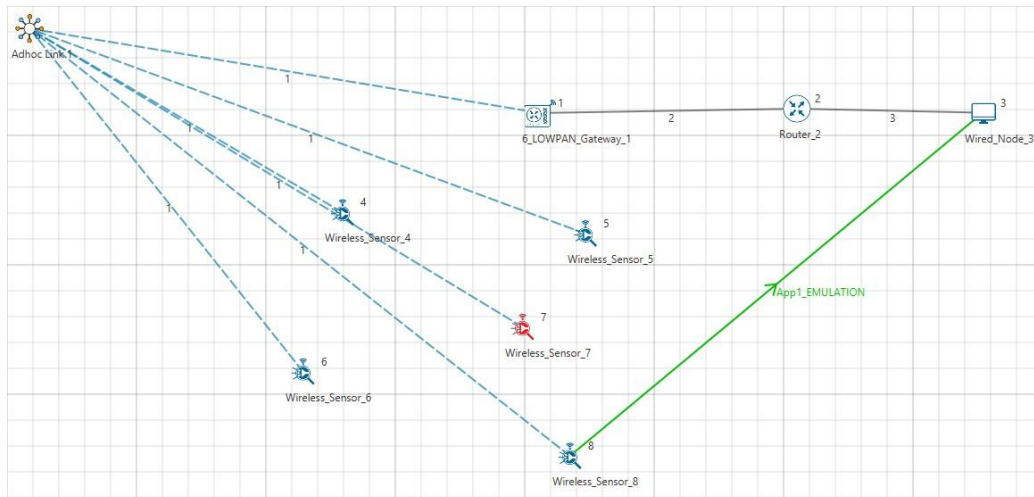 Adhoc Link 1
1
1
6_LOWPAN_Gateway_1
2
2
Router_2
3
3
Wired_Node_3
1
1
1
1
1
4
Wireless_Sensor_4
5
Wireless_Sensor_5
App1_EMULATION
7
Wireless_Sensor_7
6
Wireless_Sensor_6
8
Wireless_Sensor_8